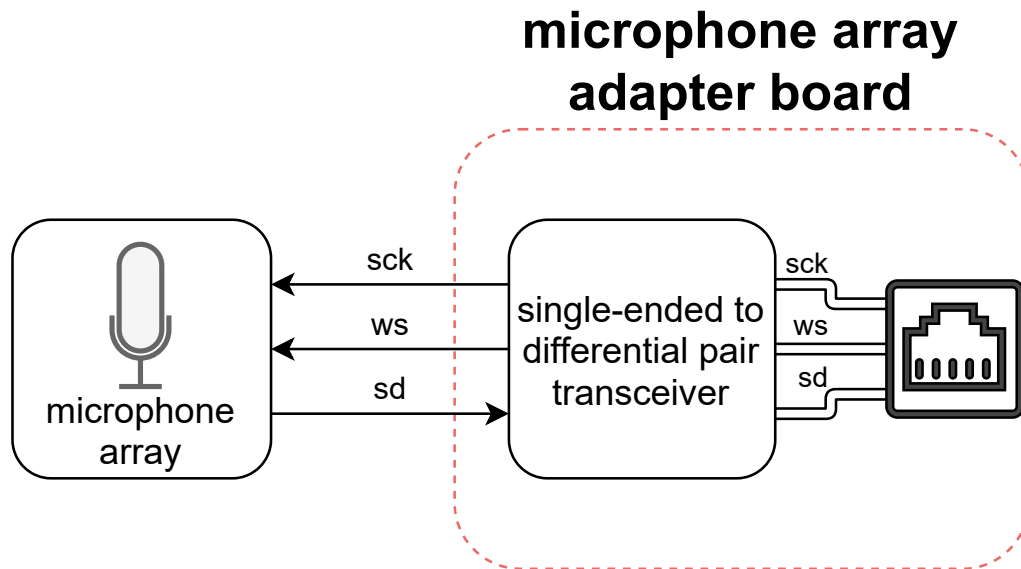 microphone array
adapter board
sck
ws
sd
microphone
array
single-ended to
differential pair
transceiver
sck
ws
sd